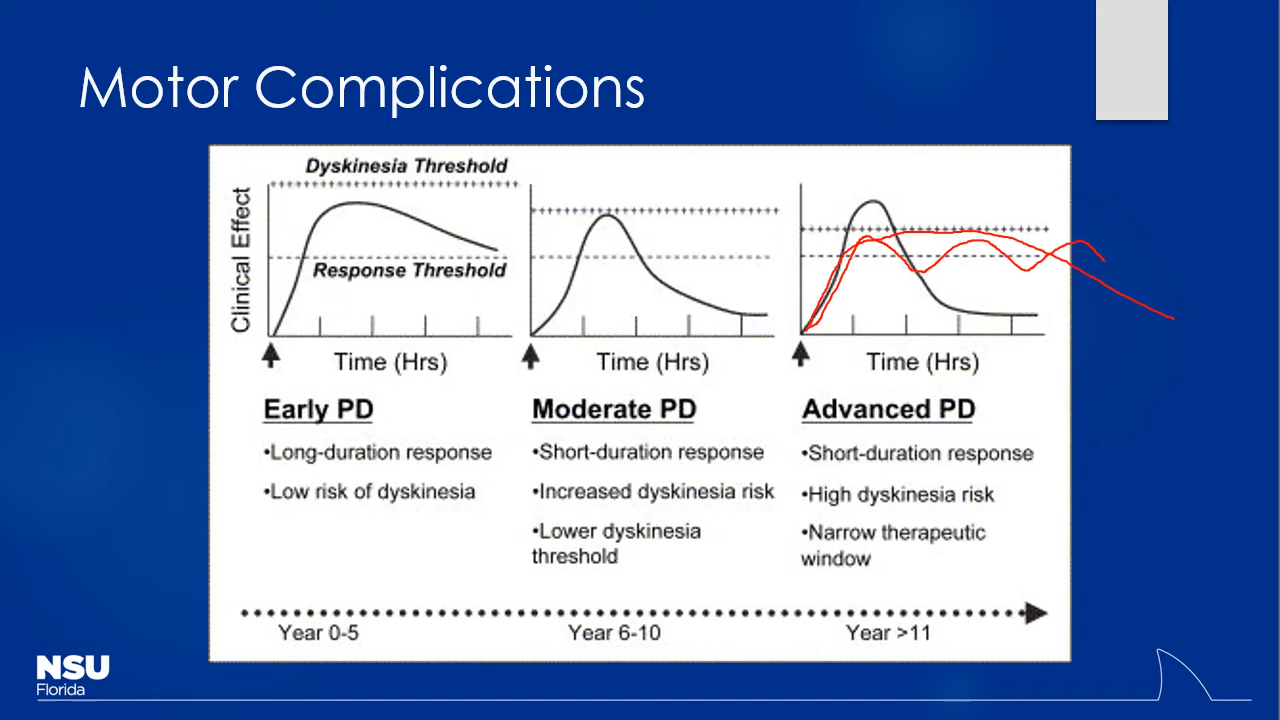 Motor Complications
Dyskinesia Threshold
Response Threshold
Clinical Effect
Time (Hrs)
Time (Hrs)
Time (Hrs)
Early PD
•Long-duration response
•Low risk of dyskinesia
Moderate PD
•Short-duration response
•Increased dyskinesia risk
•Lower dyskinesia
threshold
Advanced PD
•Short-duration response
•High dyskinesia risk
•Narrow therapeutic
window
Year 0-5
Year 6-10
Year >11
NSU
Florida